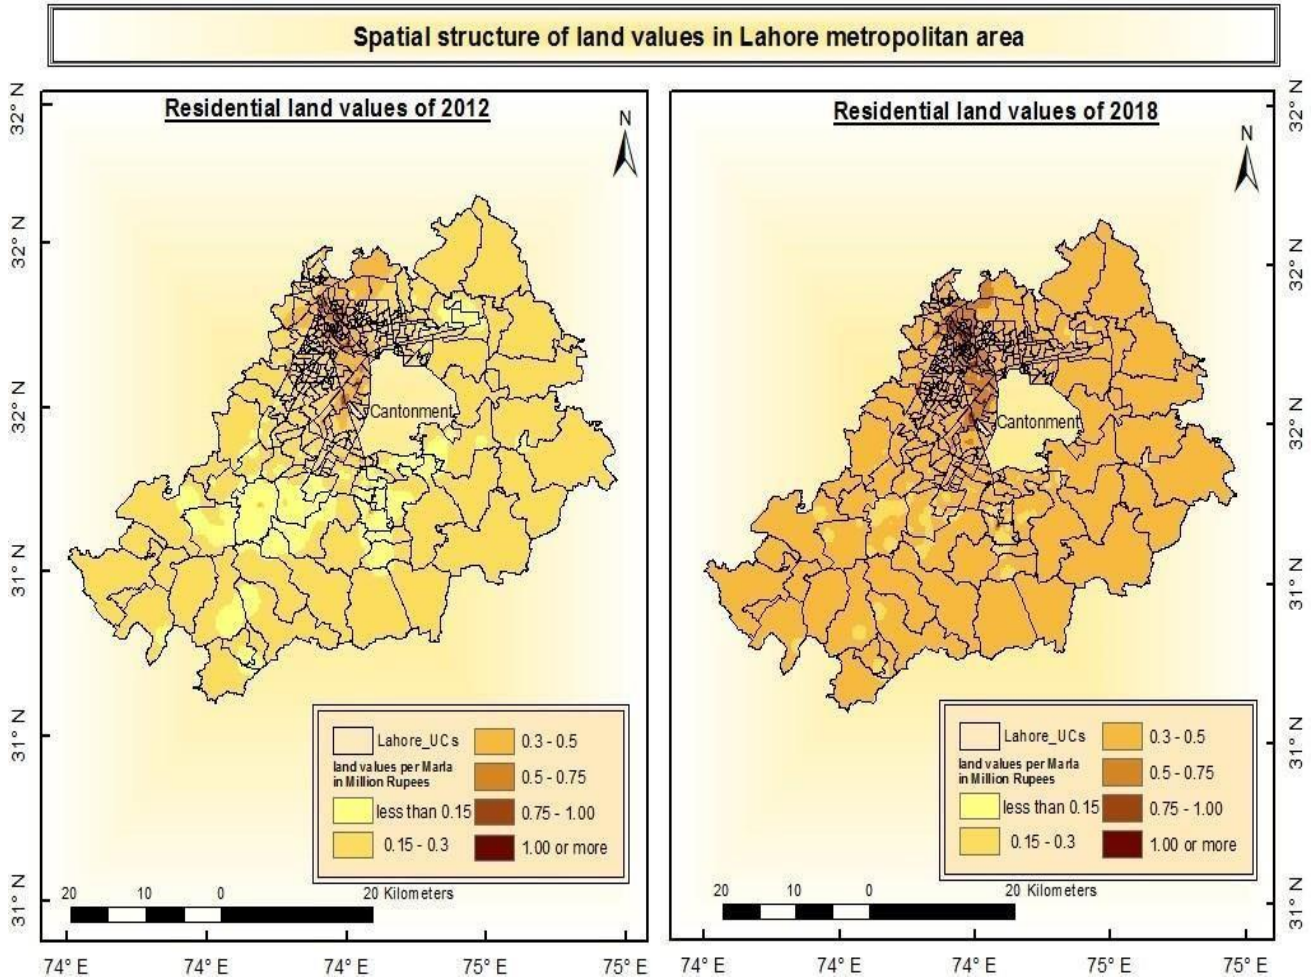 Spatial structure of land values in Lahore metropolitan area
Residential land values of 2012
N
32° N
32° N
32° N
31° N
31° N
31° N
Cantonment
Lahore_UCs
land values per Marla
in Million Rupees
less than 0.15
0.15 - 0.3
0.3 - 0.5
0.5 - 0.75
0.75 - 1.00
1.00 or more
20 10 0 20 Kilometers
74° E 74° E 74° E 75° E 75° E
Residential land values of 2018
N
Cantonment
Lahore_UCs
land values per Marla
in Million Rupees
less than 0.15
0.15 - 0.3
0.3 - 0.5
0.5 - 0.75
0.75 - 1.00
1.00 or more
20 10 0 20 Kilometers
32° N
32° N
32° N
31° N
31° N
31° N
74° E 74° E 74° E 75° E 75° E